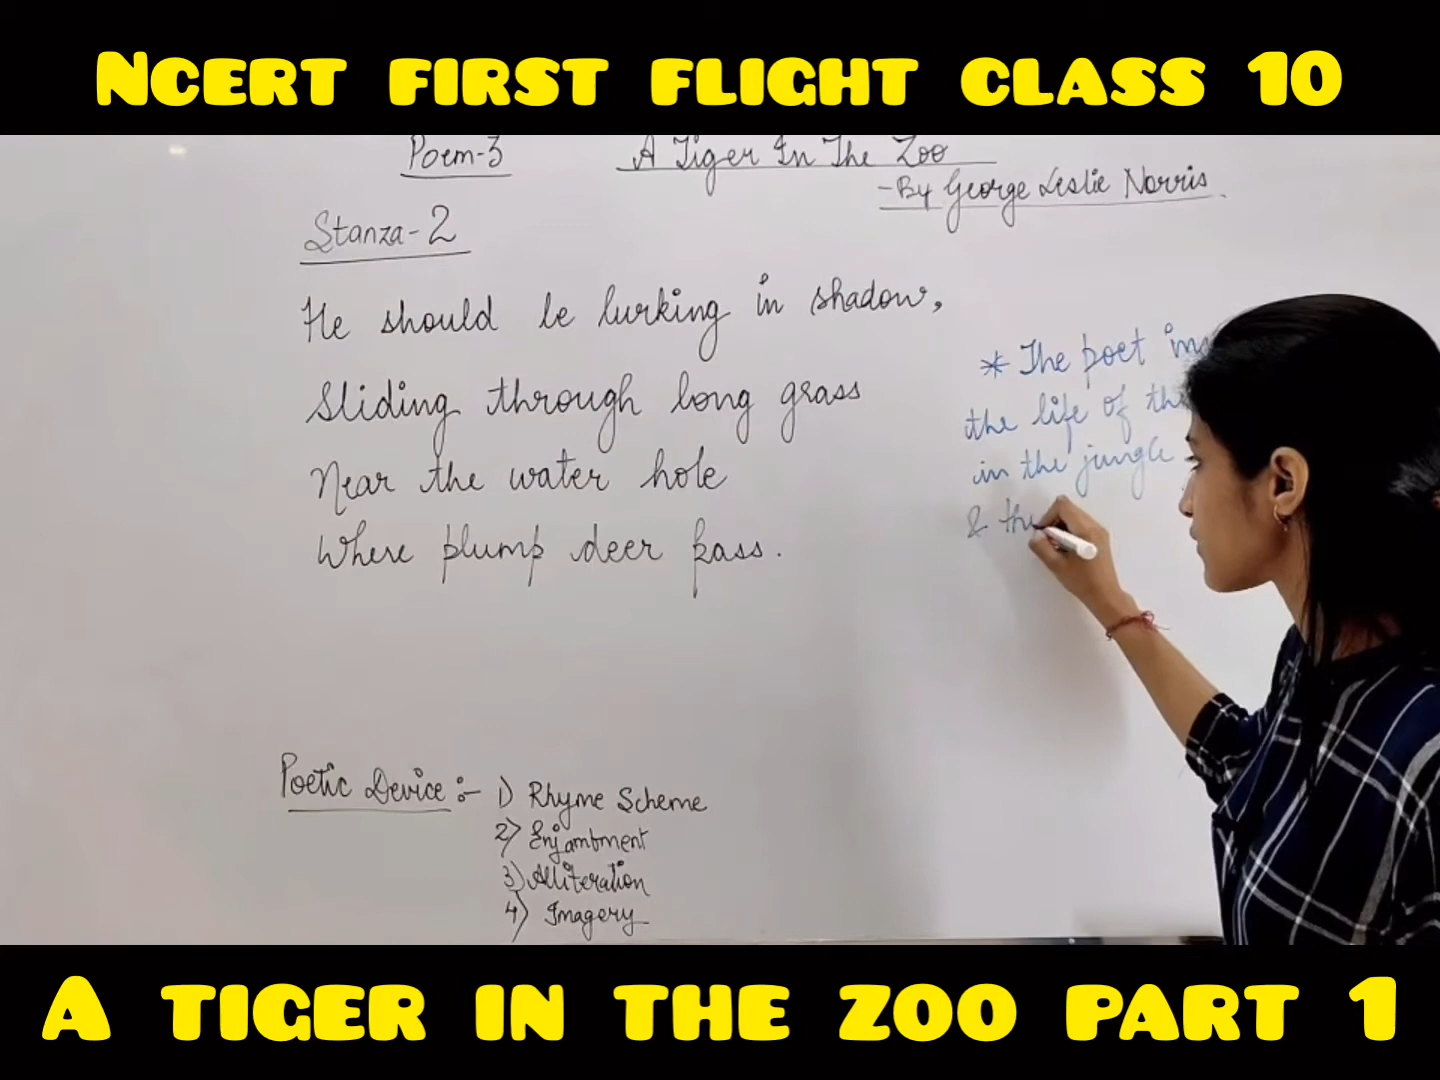 NCERT FIRST FLIGHT CLASS 10
Poem-3 A Tiger In The Zoo
-By George Leslie Norris
Stanza-2
He should be lurking in shadow,
Sliding through long grass
Near the water hole
Where plump deer pass.
* The poet
the life of
in the jungle
&
Poetic Device :- 1) Rhyme Scheme
2) Enjambment
3) Alliteration
4) Imagery
A TIGER IN THE ZOO PART 1